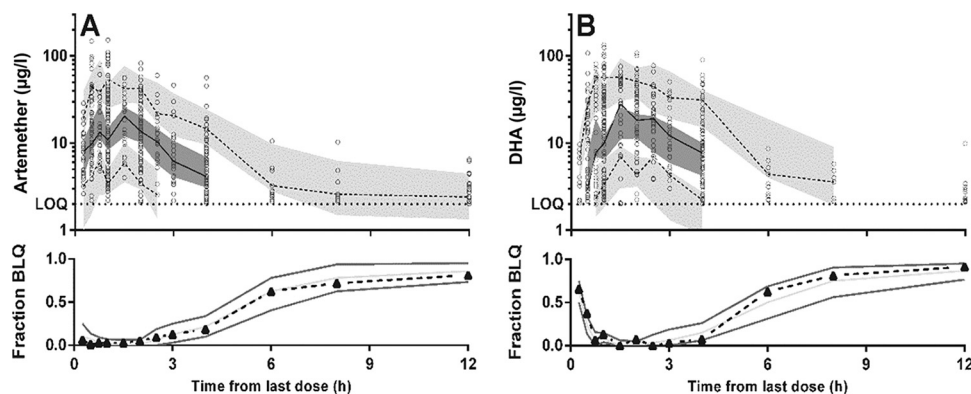 A
B
Artemether (µg/l)
100
10
LOQ
1
DHA (µg/l)
100
10
LOQ
1
Fraction BLQ
1.0
0.5
0.0
0
3
6
9
12
Time from last dose (h)
Fraction BLQ
1.0
0.5
0.0
0
3
6
9
12
Time from last dose (h)